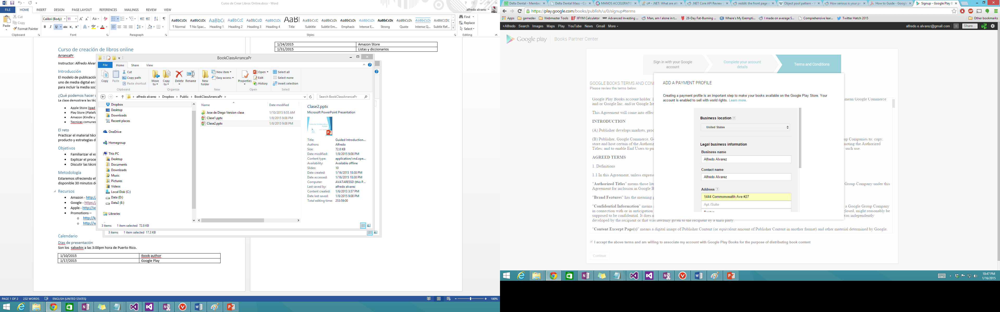 Curso de Crear Libros Online.docx - Word
FILE HOME INSERT DESIGN PAGE LAYOUT REFERENCES MAILINGS REVIEW VIEW
alfredo alvarez
Paste
Cut
Copy
Format Painter
Clipboard
Calibri (Body) 11
Font
Paragraph
¶ Normal ¶ No Spac... Heading 1 Heading 2 Heading 3 Heading 4 Title Subtitle Subtle Em... Emphasis Intense E... Strong Quote Intense Q... Subtle Ref...
Styles
Find
Replace
Select
Editing
Curso de creación de libros online
ArrancaPr
Instructor: Alfredo Alvar
Introducción
El modelo de publicación
uno de media digital en
para incluir la media soc
¿Qué podemos hacer
La clase demostrara las téc
Apple Store (Ipad
Play Store (Plataf
Amazon (Kindle y
Tecnicas comunes
El reto
Practicar el material técn
producto y estrategias d
Objetivos
Familiarizar el es
Explicar el proce
Discutir las técni
Metodología
Estaremos ofreciendo el
disponible 30 minutos de
Recursos
Amazon - http:/
Google - https:/
Apple - http://w
Promotions –
http://k
http://w
Calendario
Dias de presentación
Son los sabados a las 3:00pm hora de Puerto Rico.
1/10/2015 Ibook author
1/17/2015 Google Play
1/24/2015 Amazon Store
1/31/2015 Listas y diccionarios
BookClassArrancaPr
File Home Share View
Copy
Paste
Cut
Copy path
Paste shortcut
Clipboard
Move to
Copy to
Delete
Rename
Organize
New folder
New item
Easy access
New
Properties
Open
Edit
History
Open
Select all
Select none
Invert selection
Select
alfredo alvarez Dropbox Public BookClassArrancaPr
Search BookClassArrancaPr
Dropbox
Desktop
Downloads
Recent places
OneDrive
Homegroup
This PC
Desktop
Documents
Downloads
Music
Pictures
Videos
Local Disk (C:)
Data (D:)
Data2 (E:)
Libraries
Name Date modified
Jose de Diego Version clase 1/10/2015 9:55 AM
Clase1.pptx 1/8/2015 9:08 PM
Clase2.pptx 1/8/2015 9:08 PM
Clase2.pptx
Microsoft PowerPoint Presentation
Title: Guided Introduction...
Authors: Alfredo
Size: 72.8 KB
Date modified: 1/8/2015 9:08 PM
Content type: application/vnd.ope...
Availability: Available offline
Slides: 10
Date created: 1/16/2015 10:38 PM
Date accessed: 1/16/2015 10:38 PM
Computer: AVATARESSD (this P...
Last saved by: alfredo alvarez
Content created: 1/6/2013 3:57 PM
Date last saved: 1/8/2015 9:08 PM
Total editing time: 253:59:00
3 items 1 item selected 72.8 KB
3 items 1 item selected 17.3 KB
PAGE 1 OF 2 232 WORDS ENGLISH (UNITED STATES)
100%
Delta Dental - Member Delta Dental Mass - Co MANOS ACCELERATO c# - .NET: What are att .NET Core API Review reddit: the front page o Object pool pattern - W How serious is your pr How to Guide - Google Signup - Google Play B
https://play.google.com/books/publish/u/0/signup#terms
Apps gamedev Webmaster Tools IIFYM Calculator Advanced Investing ... Man, am I alone in t... 28-Day Fat-Burning ... Where's My Exempti... I made on average $... Comprehensive lear... Twitter Hatch 2015 Other bookmarks
+Alfredo Search Images Maps Play YouTube News Gmail More
alfredo.e.alvarez@gmail.com 0 Share...
Google play Books Partner Center
Sign in with your Google account
Complete your account details
Terms and Conditions
GOOGLE BOOKS TERMS AND CON
Please review the terms below.
Google Play Books account holder. mean Google Commerce
and/or Google Inc. and/or Google Ire
This Agreement will come into effec
INTRODUCTION
(A) Publisher develops markets, proc
(B) Publisher, Google Commerce, G up Companies to: copy,
store and host certain of the Authoriz noting the Authorized
Titles; and to enable End Users to pu such use.
AGREED TERMS
1. Definitions
1.1 In this Agreement, unless expres
"Authorized Titles" means those lite Group Company under this
Agreement for inclusion in Google B
"Brand Features" has the meaning g
"Confidential Information" means a Google Group Company
in connection with or in anticipation closed, might reasonably be
supposed to be confidential. It does n was independently
developed by the recipient or that was lawfully given to the recipient by a third party.
"Content Excerpt Page(s)" means a digital image of Publisher Content (or equivalent amount of Publisher Content in another format) and other material determined by Google.
I accept the above terms and am willing to associate my account with Google Play Books for the purpose of distributing book content
Continue
ADD A PAYMENT PROFILE
Creating a payment profile is an important step to make your books available on the Google Play Store. Your
account is enabled to sell with world rights. Learn more.
Business location
United States
Legal business information
Business name
Alfredo Alvarez
Contact name
Alfredo Alvarez
Address
1444 Commonwealth Ave #27
Apt./Suite
Boston
10:47 PM
1/16/2015